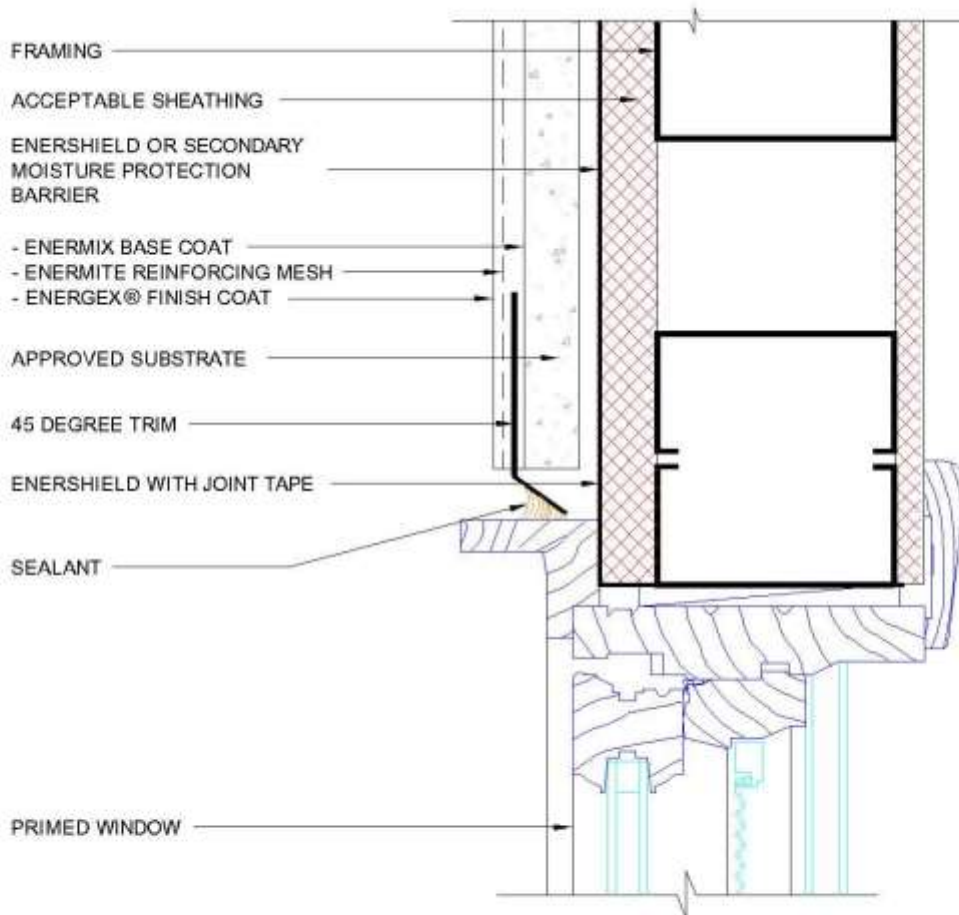 FRAMING
ACCEPTABLE SHEATHING
ENERSHIELD OR SECONDARY
MOISTURE PROTECTION
BARRIER
- ENERMIX BASE COAT
- ENERMITE REINFORCING MESH
- ENERGEX® FINISH COAT
APPROVED SUBSTRATE
45 DEGREE TRIM
ENERSHIELD WITH JOINT TAPE
SEALANT
PRIMED WINDOW